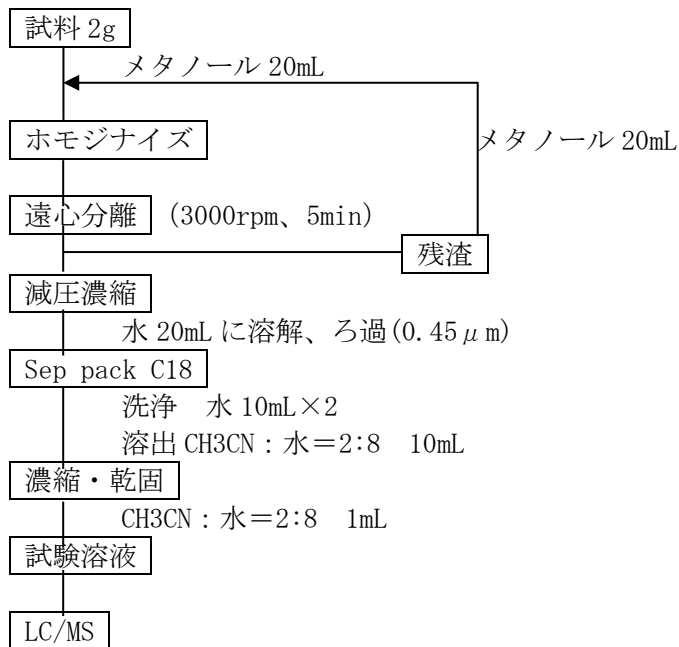 試料 2g
メタノール 20mL
ホモジナイズ
メタノール 20mL
遠心分離 (3000rpm、5min)
残渣
減圧濃縮
水 20mL に溶解、ろ過(0.45μm)
Sep pack C18
洗浄　水 10mL×2
溶出 CH3CN：水＝2:8　10mL
濃縮・乾固
CH3CN：水＝2:8　1mL
試験溶液
LC/MS